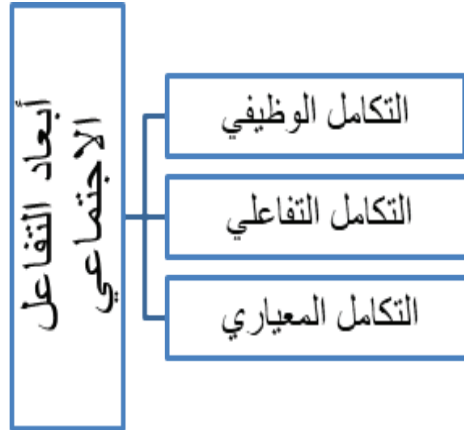 أبعاد التفاعل
الاجتماعي
التكامل الوظيفي
التكامل التفاعلي
التكامل المعياري